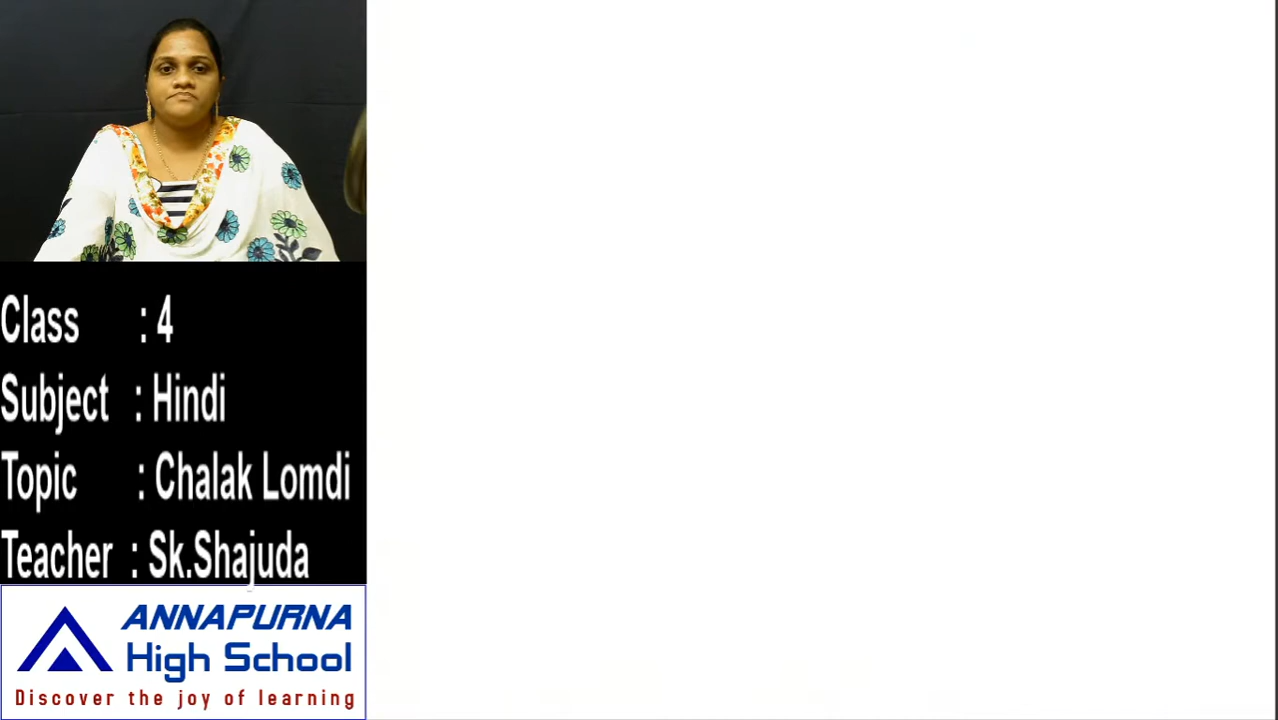 Class : 4
Subject : Hindi
Topic : Chalak Lomdi
Teacher : Sk.Shajuda
ANNAPURNA
High School
Discover the joy of learning